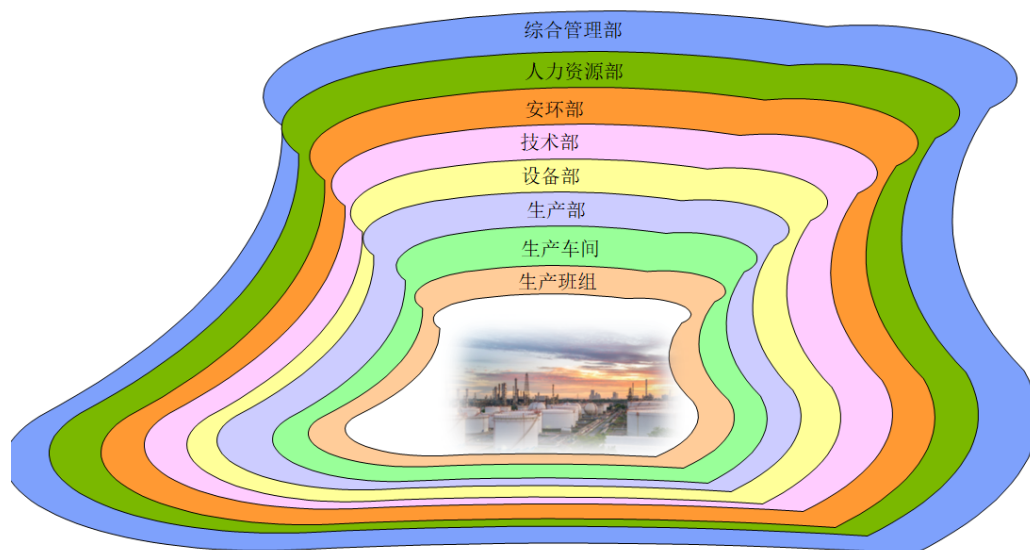 综合管理部
人力资源部
安环部
技术部
设备部
生产部
生产车间
生产班组